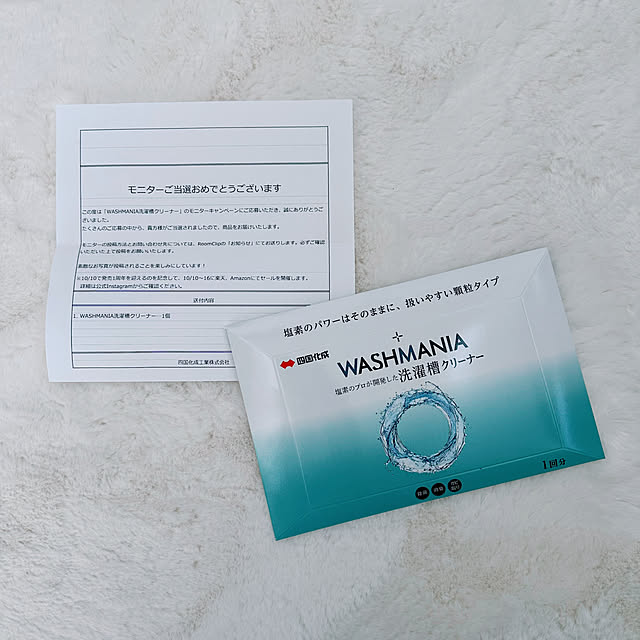 モニターご当選おめでとうございます
この度は「WASHMANIA洗濯槽クリーナー」のモニターキャンペーンにご応募いただき、誠にありがとうご
ざいました。
たくさんのご応募の中から、貴方様がご当選されましたので、商品をお届けいたします。
モニターの投稿方法とお問い合わせ先については、RoomClipの「お知らせ」にてお送りします。必ずご確認
いただいた上で投稿をお願いします。
素敵なお写真が投稿されることを楽しみにしています！
※10/10で発売1周年を迎えるのを記念して、10/10～16に楽天、Amazonにてセールを開催します。
詳細は公式Instagramからご確認ください。
送付内容
1. WASHMANIA洗濯槽クリーナー…1個
四国化成工業株式会社
塩素のパワーはそのままに、扱いやすい顆粒タイプ
四国化成
WASHMANIA
塩素のプロが開発した洗濯槽クリーナー
除菌 消臭
1回分